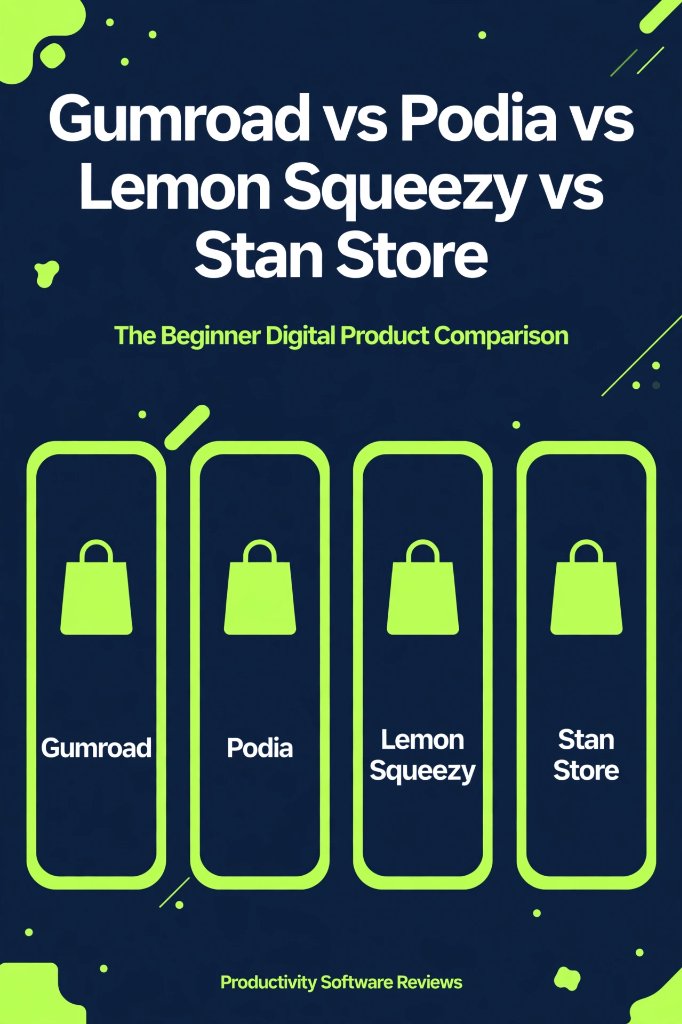 Gumroad vs Podia vs
Lemon Squeezy vs
Stan Store
The Beginner Digital Product Comparison
Gumroad
Podia
Lemon
Squeezy
Stan
Store
Productivity Software Reviews